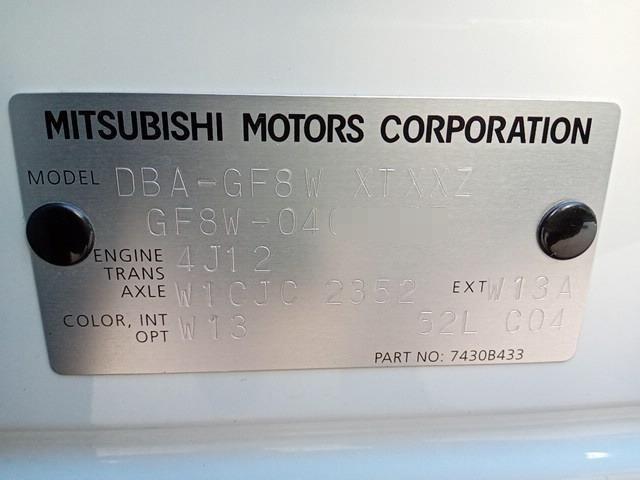 MITSUBISHI MOTORS CORPORATION
MODEL DBA-GF8W XTXXZ
GF8W-040
ENGINE 4J12
TRANS
AXLE W1CJC 2352 EXT W13A
COLOR, INT W13 52L C04
OPT
PART NO: 7430B433